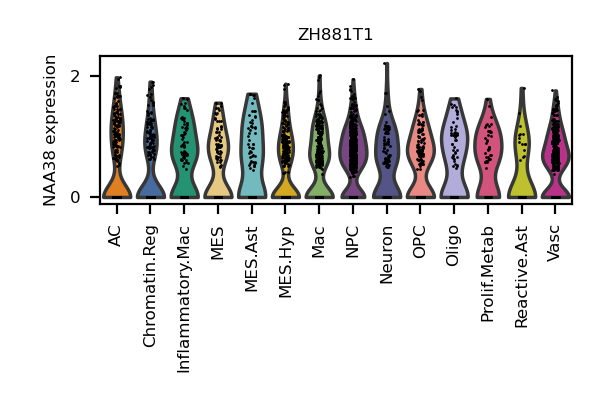 ZH881T1
NAA38 expression
2
0
AC
Chromatin.Reg
Inflammatory.Mac
MES
MES.Ast
MES.Hyp
Mac
NPC
Neuron
OPC
Oligo
Prolif.Metab
Reactive.Ast
Vasc